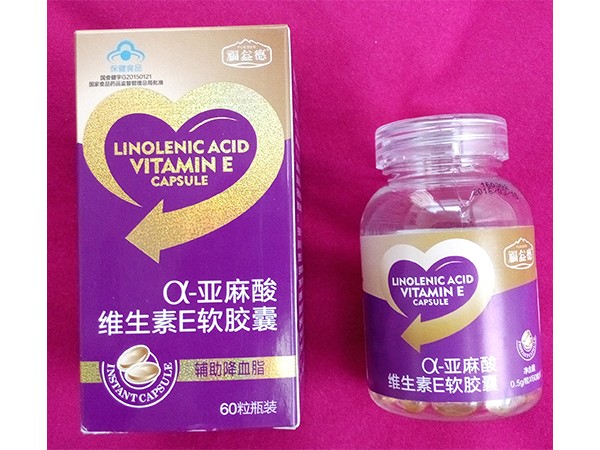 保健食品
国食健字G20150121
国家食品药品监督管理总局批准
LINOLENIC ACID
VITAMIN E
CAPSULE
α-亚麻酸
维生素E软胶囊
INSTANT CAPSULE
辅助降血脂
60粒瓶装
LINOLENIC ACID
VITAMIN E
CAPSULE
α-亚麻酸
维生素E软胶囊
净含量